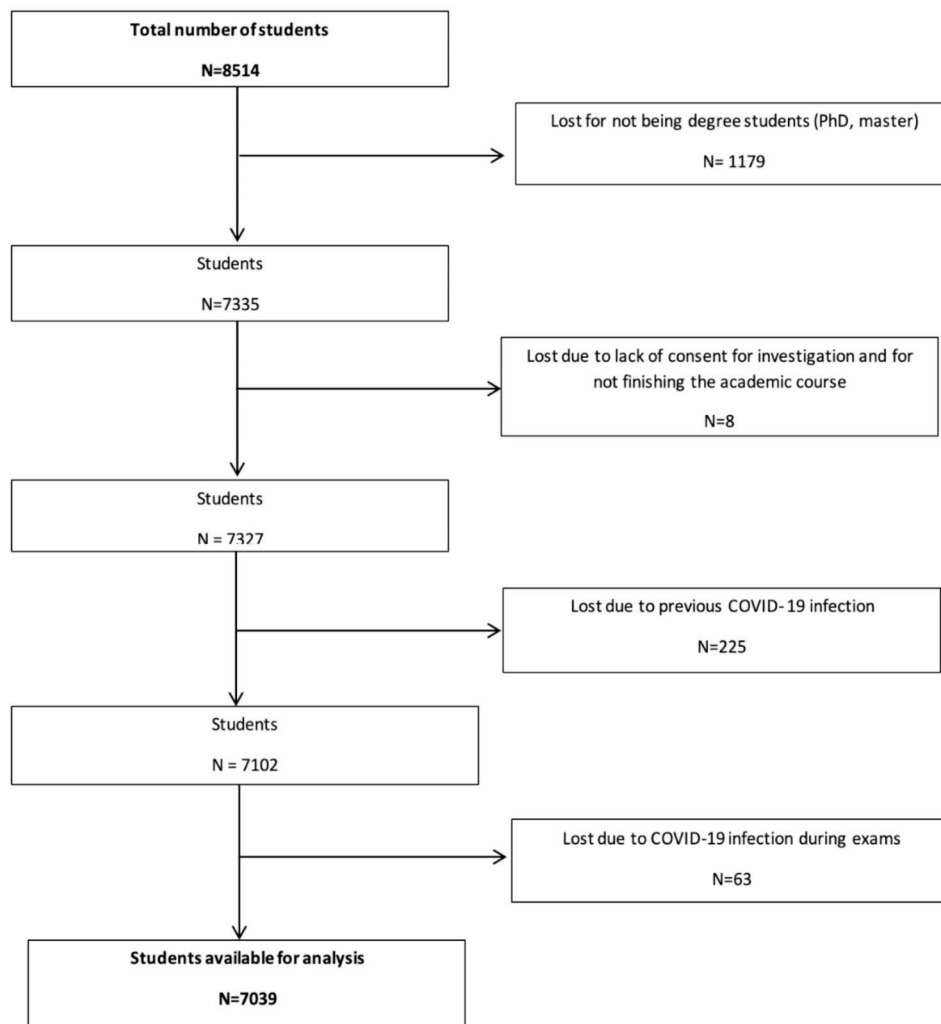 Total number of students
N=8514
Lost for not being degree students (PhD, master)
N= 1179
Students
N=7335
Lost due to lack of consent for investigation and for
not finishing the academic course
N=8
Students
N = 7327
Lost due to previous COVID-19 infection
N=225
Students
N = 7102
Lost due to COVID-19 infection during exams
N=63
Students available for analysis
N=7039